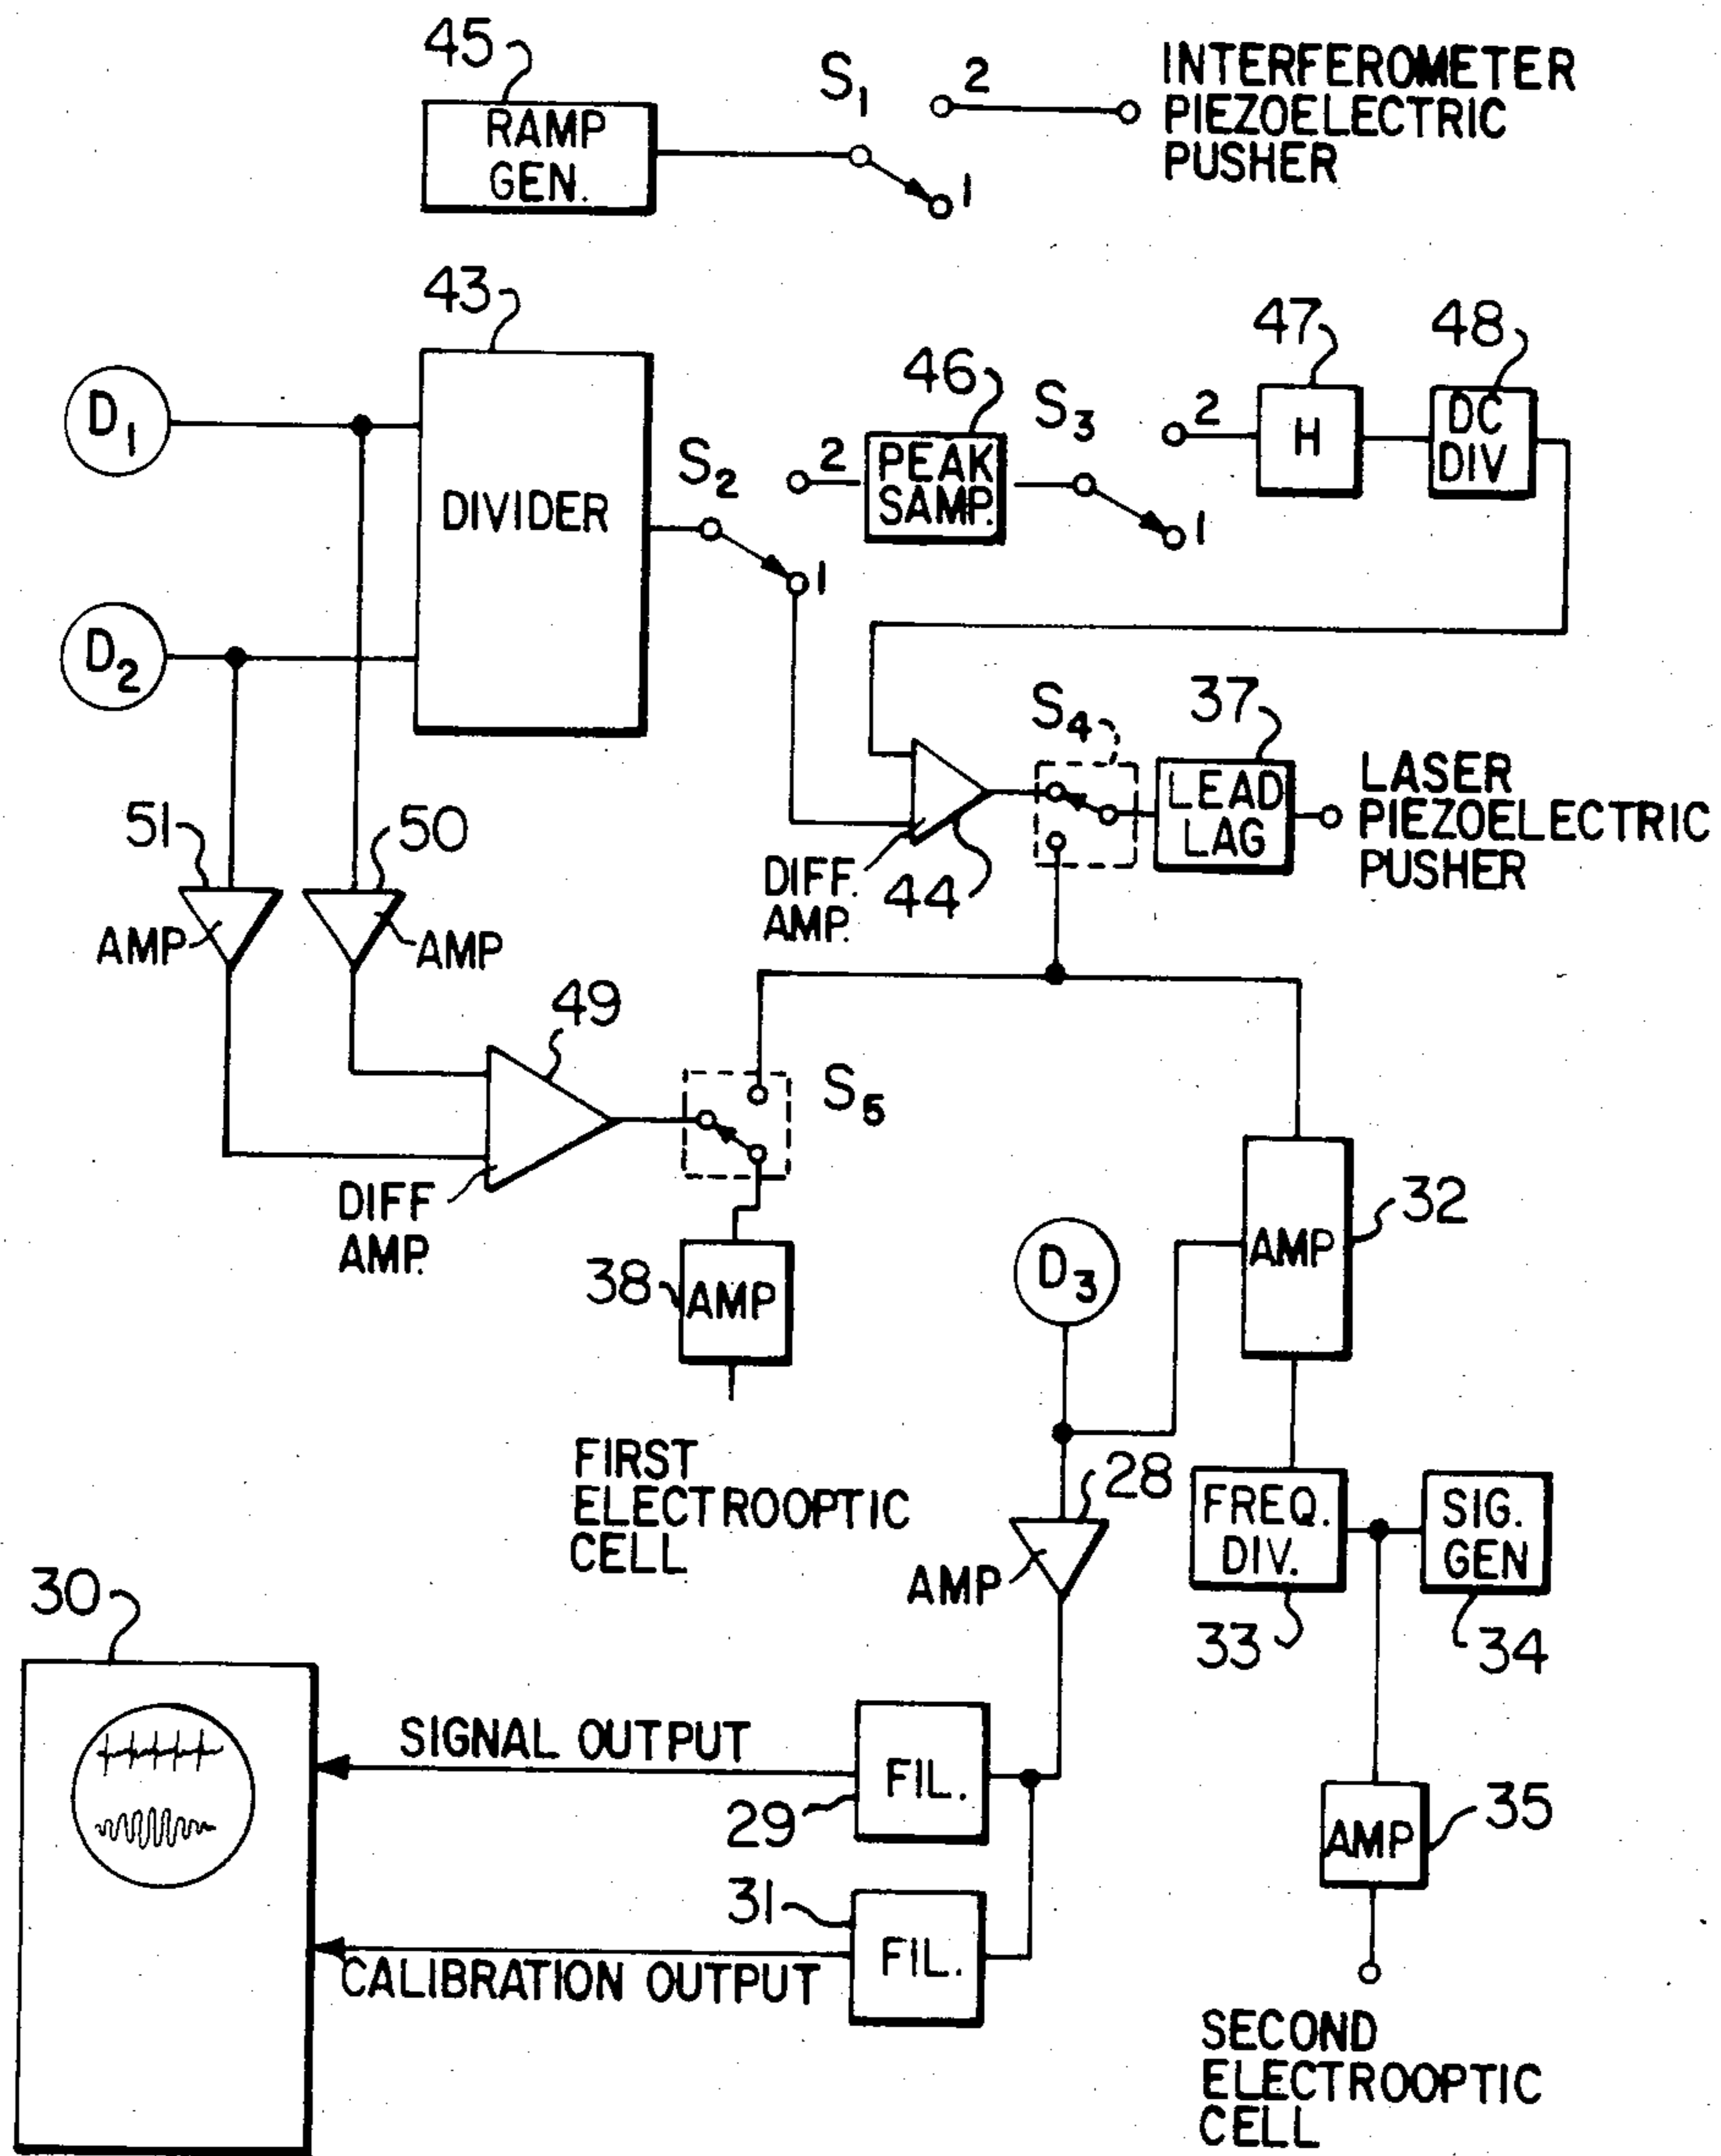 45
S1
2
INTERFEROMETER
PIEZOELECTRIC
PUSHER
RAMP
GEN.
1
43
47
48
46
S3
D1
2
H
DC
DIV
S2
2
PEAK
SAMP.
DIVIDER
1
1
D2
S4
37
LEAD
LAG
LASER
PIEZOELECTRIC
PUSHER
51
50
DIFF.
AMP.
44
AMP
AMP
49
S5
DIFF
AMP.
32
AMP
D3
38
AMP
FIRST
ELECTROOPTIC
CELL
28
FREQ.
DIV.
SIG.
GEN
AMP
30
33
34
SIGNAL OUTPUT
FIL.
29
35
AMP
31
FIL.
CALIBRATION OUTPUT
SECOND
ELECTROOPTIC
CELL